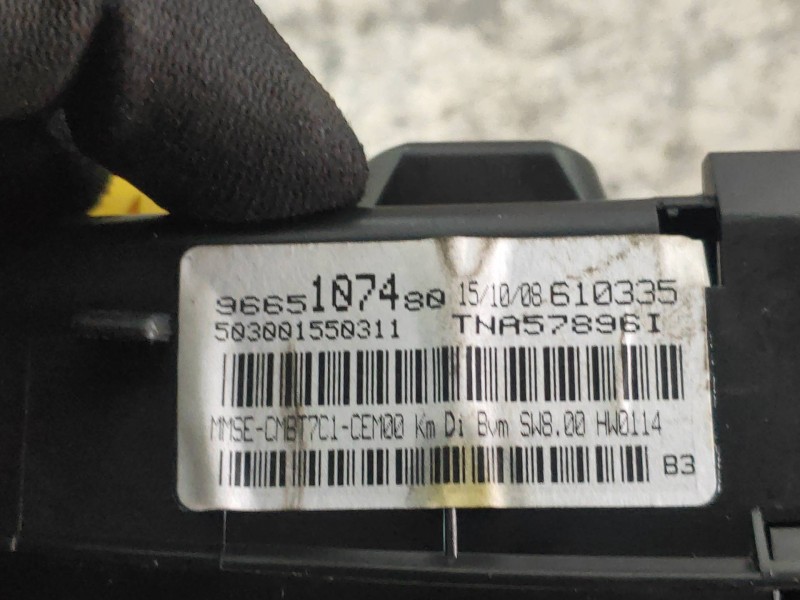 9665107480 15/10/08 610335
503001550311 TNA57896I
MMSE-CMBT7C1-CEM00 Km Di Bvm SW8.00 HW0114
B3